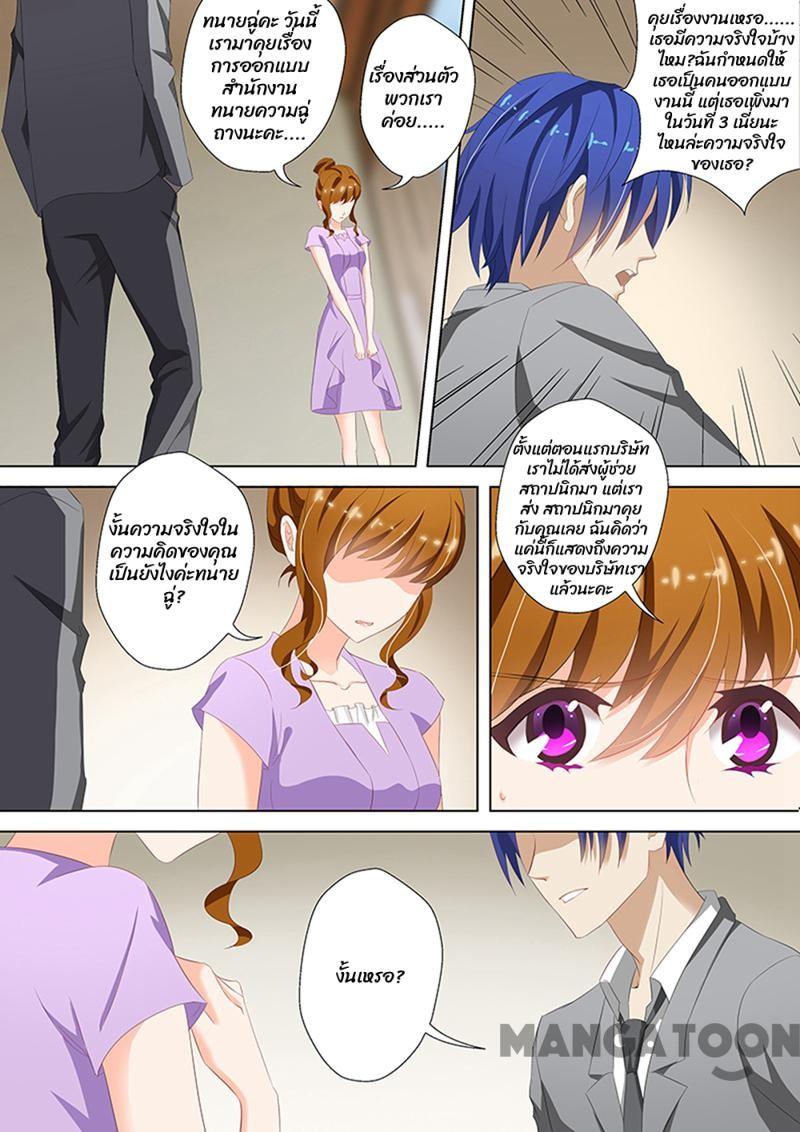 ทนายฉู่คะ วันนี้
เรามาคุยเรื่อง
การออกแบบ
สำนักงาน
ทนายความฉู่
ถางนะคะ....
เรื่องส่วนตัว
พวกเรา
ค่อย.....
คุยเรื่องงานเหรอ......
เธอมีความจริงใจบ้าง
ไหม?ฉันกำหนดให้
เธอเป็นคนออกแบบ
งานนี้ แต่เธอเพิ่งมา
ในวันที่ 3 เนี่ยนะ
ไหนล่ะความจริงใจ
ของเธอ?
งั้นความจริงใจใน
ความคิดของคุณ
เป็นยังไงค่ะทนาย
ฉู่?
ตั้งแต่ตอนแรกบริษัท
เราไม่ได้ส่งผู้ช่วย
สถาปนิกมา แต่เรา
ส่ง สถาปนิกมาคุย
กับคุณเลย ฉันคิดว่า
แค่นี้ก็แสดงถึงความ
จริงใจของบริษัทเรา
แล้วนะคะ
งั้นเหรอ?
MANGATOON